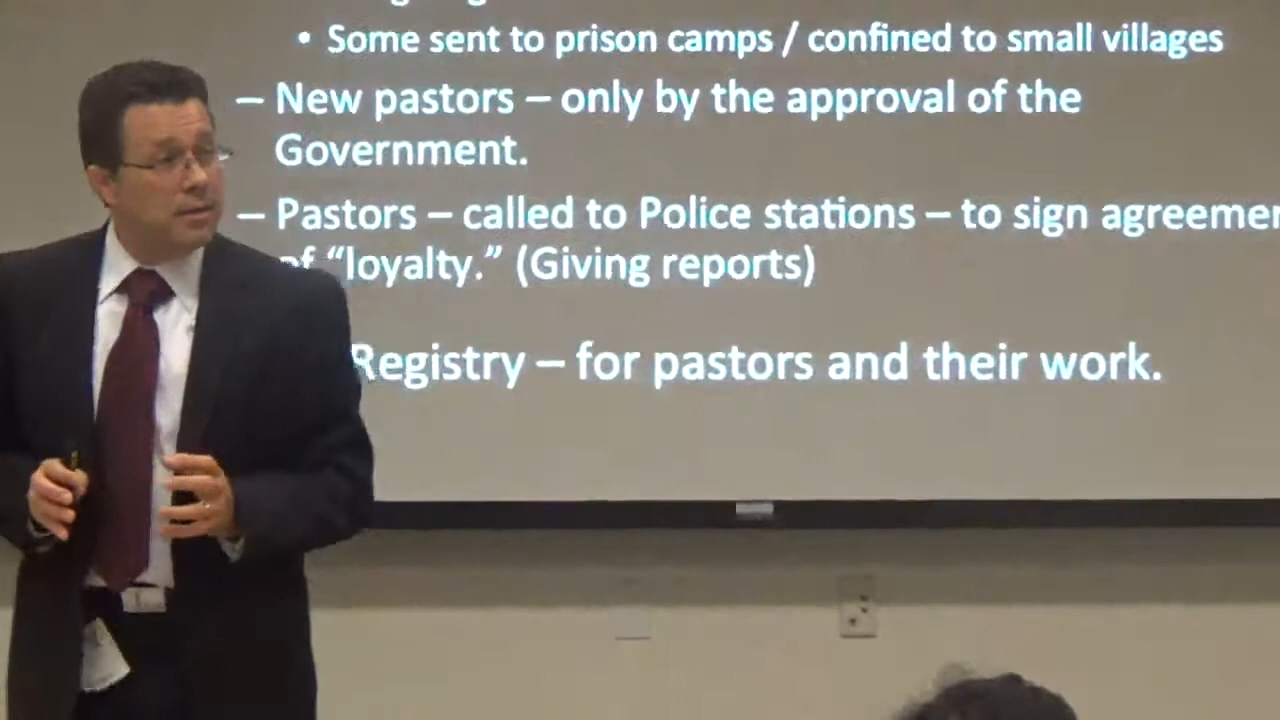 • Some sent to prison camps / confined to small villages
– New pastors – only by the approval of the
Government.
– Pastors – called to Police stations – to sign
of “loyalty.” (Giving reports)
Registry – for pastors and their work.